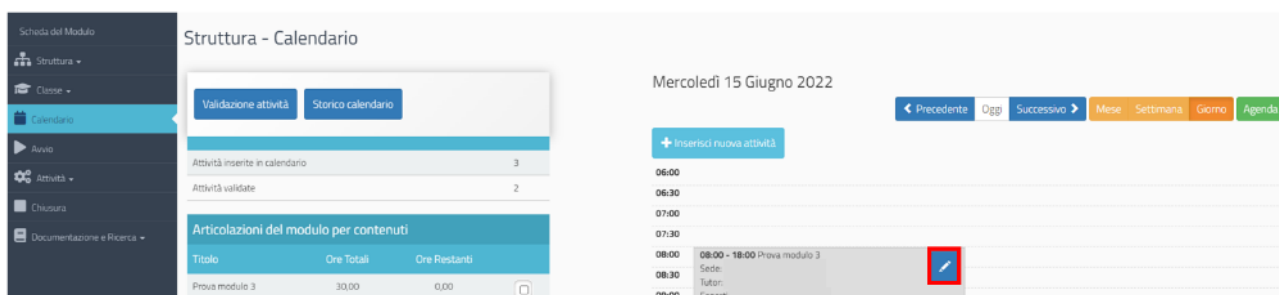 Scheda del Modulo
Struttura
Classe
Calendario
Avvio
Attività
Chiusura
Documentazione e Ricerca
Struttura - Calendario
Validazione attività Storico calendario
Attività inserite in calendario 3
Attività validate 2
Articolazioni del modulo per contenuti
Titolo Ore Totali Ore Restanti
Prova modulo 3 30,00 0,00
Mercoledì 15 Giugno 2022
Precedente Oggi Successivo Mese Settimana Giorno Agenda
Inserisci nuova attività
06:00
06:30
07:00
07:30
08:00 08:00 - 18:00 Prova modulo 3
Sede:
08:30
Tutor:
09:00 Esperti